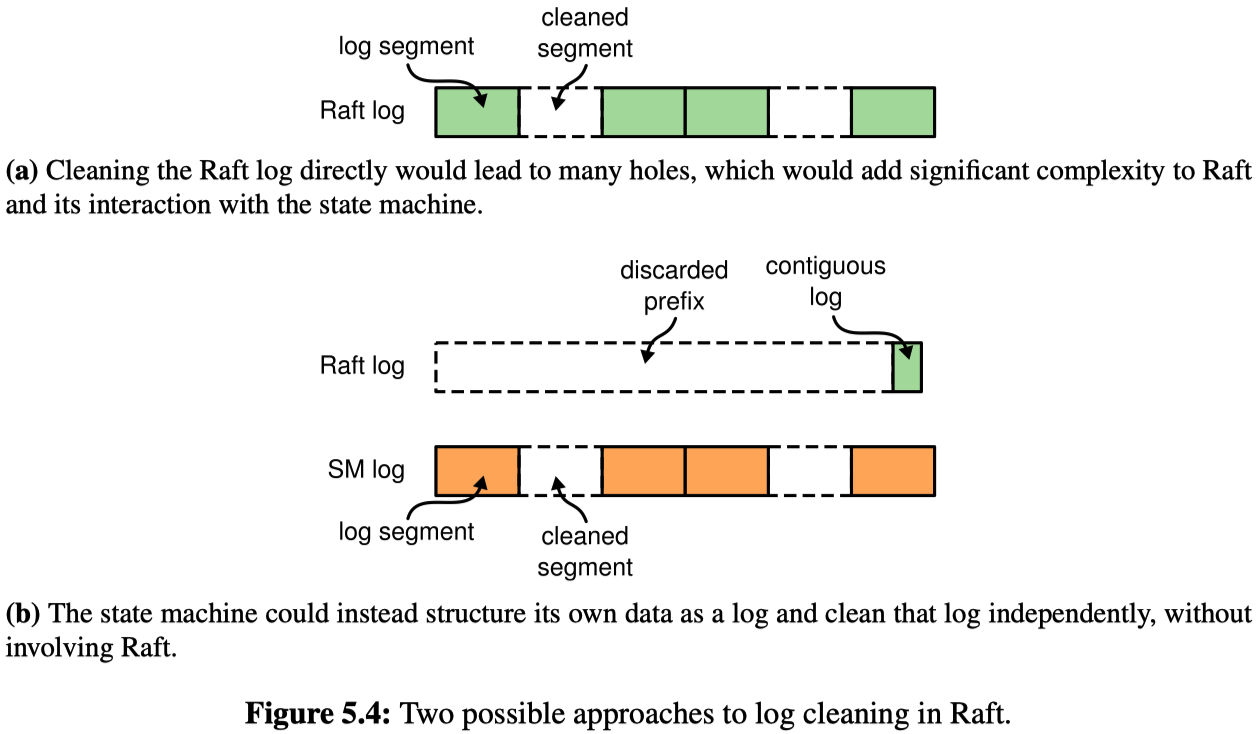 cleaned
log segment
segment
Raft log
(a) Cleaning the Raft log directly would lead to many holes, which would add significant complexity to Raft
and its interaction with the state machine.
discarded
prefix
contiguous
log
Raft log
SM log
log segment
cleaned
segment
(b) The state machine could instead structure its own data as a log and clean that log independently, without
involving Raft.
Figure 5.4: Two possible approaches to log cleaning in Raft.